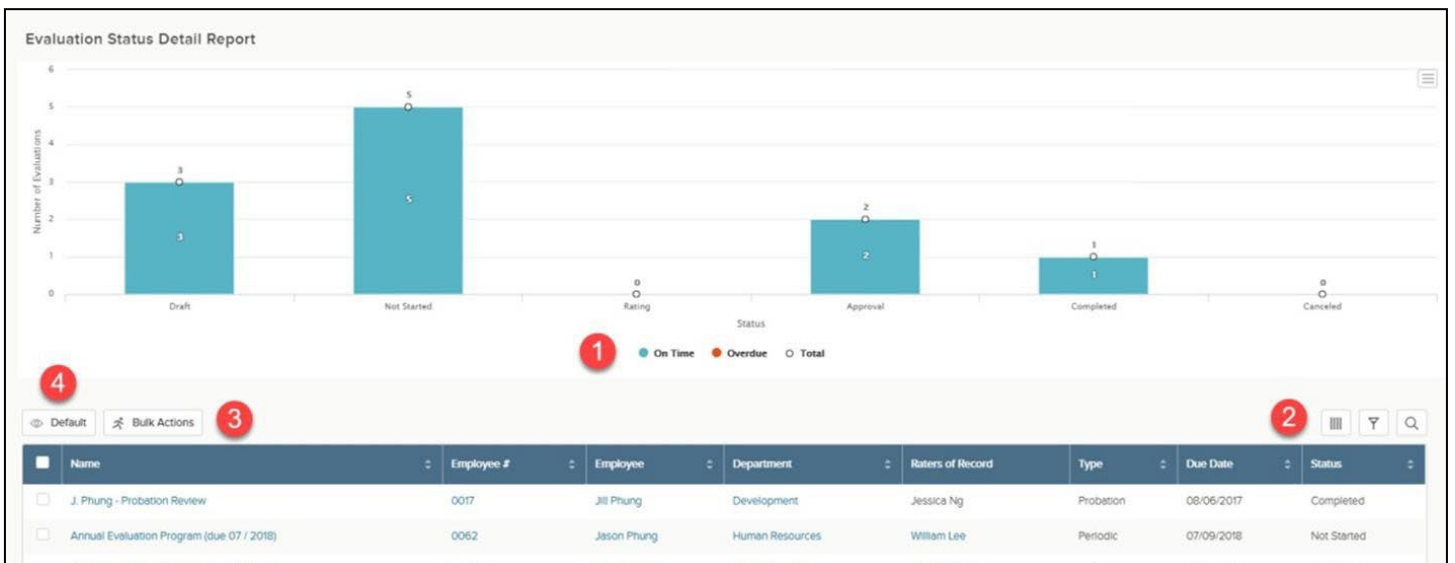 Evaluation Status Detail Report
6
5
4
3
2
1
0
Number of Evaluations
3
3
5
5
0
2
2
1
1
0
Draft
Not Started
Rating
Approval
Completed
Canceled
Status
1
On Time
Overdue
Total
4
Default
Bulk Actions
3
2
Name
Employee #
Employee
Department
Raters of Record
Type
Due Date
Status
J. Phung - Probation Review
0017
Jill Phung
Development
Jessica Ng
Probation
08/06/2017
Completed
Annual Evaluation Program (due 07 / 2018)
0062
Jason Phung
Human Resources
William Lee
Periodic
07/09/2018
Not Started